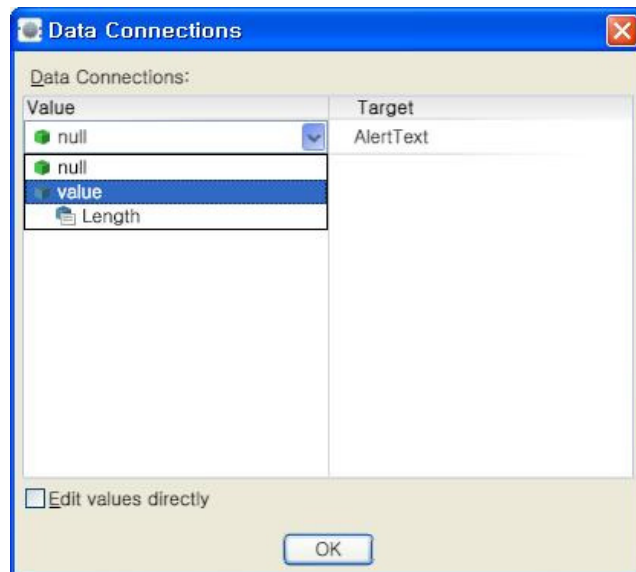 Data Connections
Data Connections:
Value Target
null AlertText
null
value
Length
Edit values directly
OK